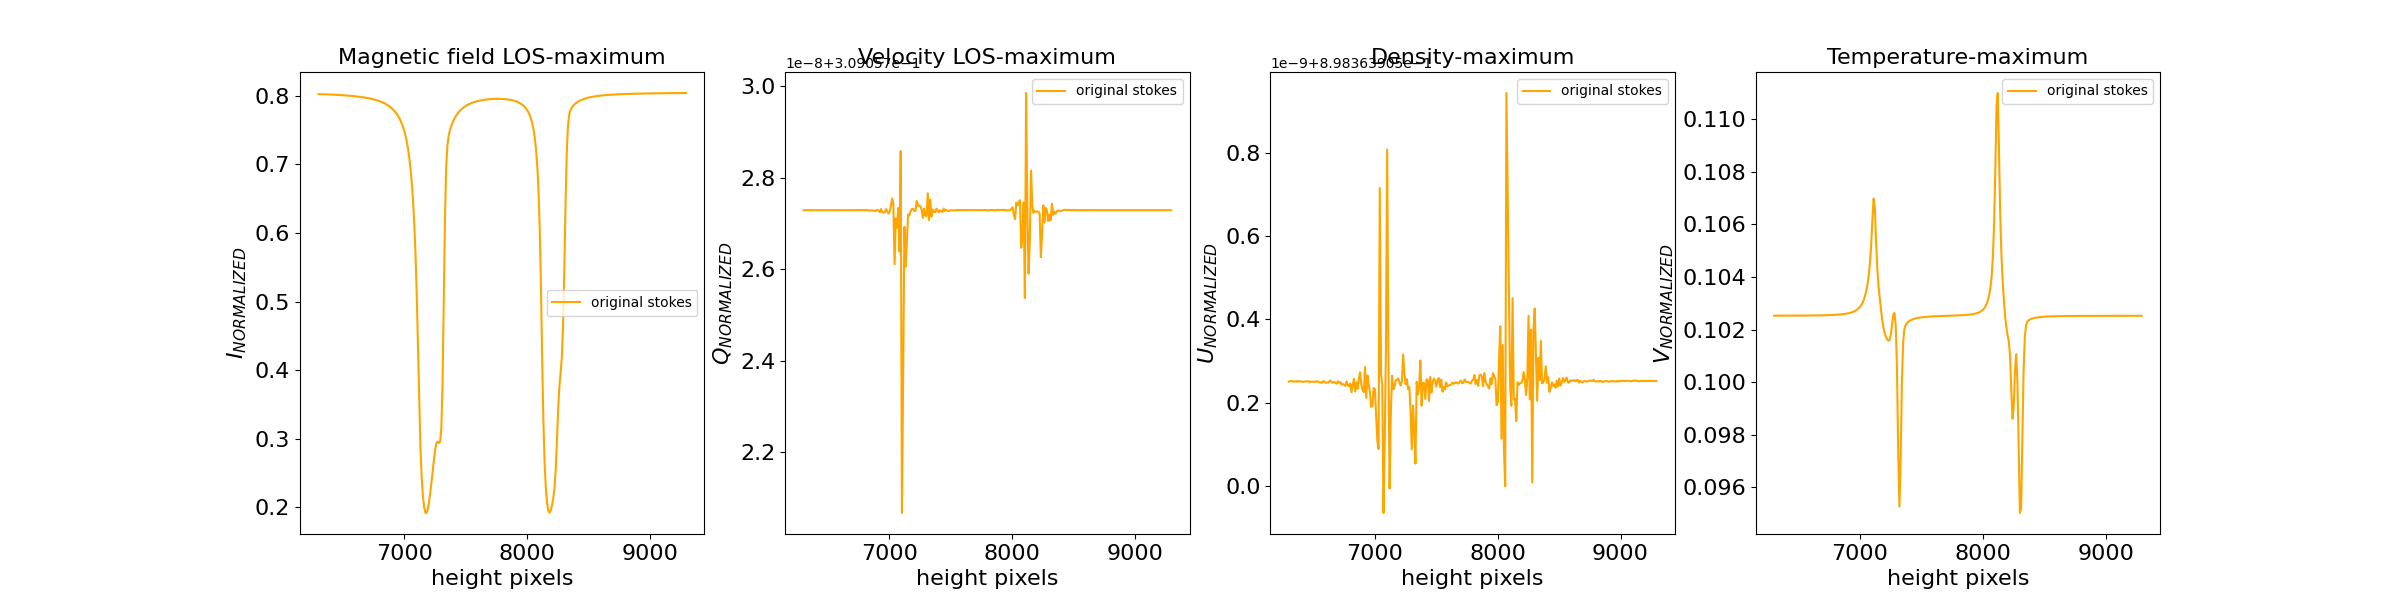 Magnetic field LOS-maximum
I_NORMALIZED
0.8
0.7
0.6
0.5
0.4
0.3
0.2
original stokes
7000 8000 9000
height pixels
Velocity LOS-maximum
1e−8+3.09057e−1
Q_NORMALIZED
3.0
2.8
2.6
2.4
2.2
original stokes
7000 8000 9000
height pixels
Density-maximum
1e−9+8.98363905e−1
U_NORMALIZED
0.8
0.6
0.4
0.2
0.0
original stokes
7000 8000 9000
height pixels
Temperature-maximum
V_NORMALIZED
0.110
0.108
0.106
0.104
0.102
0.100
0.098
0.096
original stokes
7000 8000 9000
height pixels